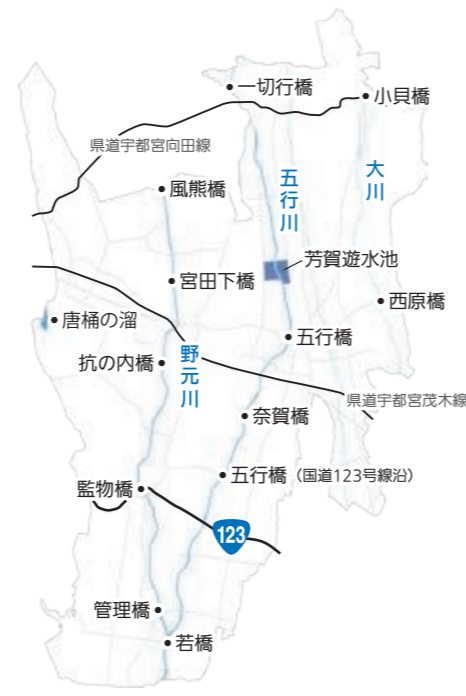 一切行橋
小貝橋
県道宇都宮向田線
風熊橋
五行川
大川
芳賀遊水池
宮田下橋
西原橋
唐桶の溜
五行橋
抗の内橋
野元川
県道宇都宮茂木線
奈賀橋
五行橋（国道123号線沿）
監物橋
123
管理橋
若橋